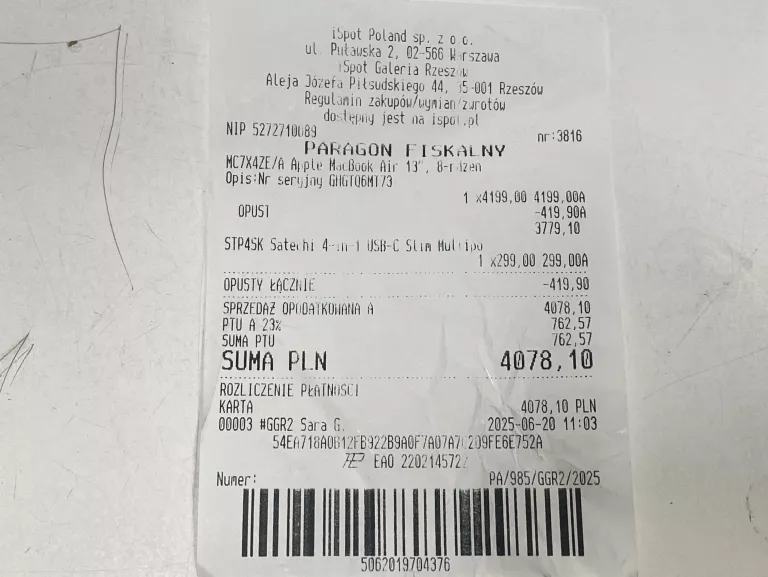 iSpot Poland sp. z o.o.
ul. Puławska 2, 02-566 Warszawa
iSpot Galeria Rzeszów
Aleja Józefa Piłsudskiego 44, 35-001 Rzeszów
Regulamin zakupów/wymian/zwrotów
dostępny jest na ispot.pl
NIP 5272710089 nr:3816
PARAGON FISKALNY
MC7X4ZE/A Apple MacBook Air 13", 8-rdzen
Opis:Nr seryjny GHGTQ6MT73
1 x4199,00 4199,00A
OPUST -419,90A
3779,10
STP4SK Satechi 4-in-1 USB-C Slim Multipo
1 x299,00 299,00A
OPUSTY ŁĄCZNIE -419,90
SPRZEDAŻ OPODATKOWANA A 4078,10
PTU A 23% 762,57
SUMA PTU 762,57
SUMA PLN 4078,10
ROZLICZENIE PŁATNOŚCI
KARTA 4078,10 PLN
00003 #GGR2 Sara G. 2025-06-20 11:03
EAO 2202145722
Numer: PA/985/GGR2/2025
5062019704376